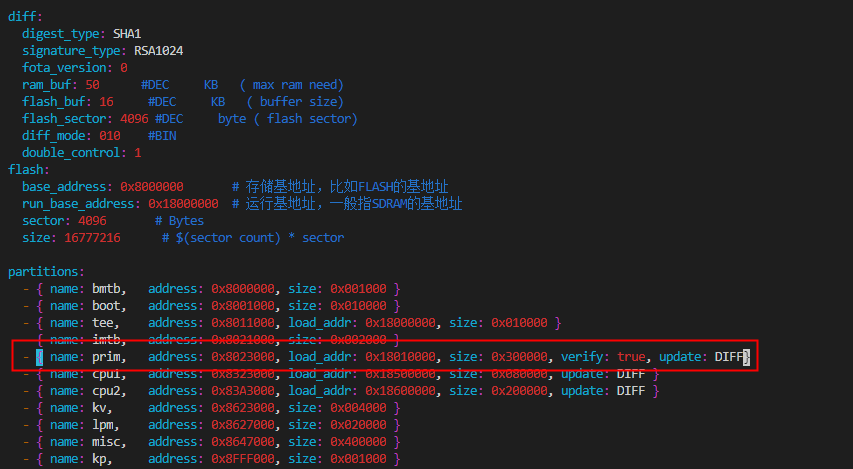 diff:
digest_type: SHA1
signature_type: RSA1024
fota_version: 0
ram_buf: 50 #DEC KB ( max ram need)
flash_buf: 16 #DEC KB ( buffer size)
flash_sector: 4096 #DEC byte ( flash sector)
diff_mode: 010 #BIN
double_control: 1
flash:
base_address: 0x8000000 # 存储基地址，比如FLASH的基地址
run_base_address: 0x18000000 # 运行基地址，一般指SDRAM的基地址
sector: 4096 # Bytes
size: 16777216 # $(sector count) * sector
partitions:
- { name: bmtb, address: 0x8000000, size: 0x001000 }
- { name: boot, address: 0x8001000, size: 0x010000 }
- { name: tee, address: 0x8011000, load_addr: 0x18000000, size: 0x010000 }
- { name: imtb, address: 0x8021000, size: 0x002000 }
- { name: prim, address: 0x8023000, load_addr: 0x18010000, size: 0x300000, verify: true, update: DIFF}
- { name: cpu1, address: 0x8323000, load_addr: 0x18500000, size: 0x080000, update: DIFF }
- { name: cpu2, address: 0x83A3000, load_addr: 0x18600000, size: 0x200000, update: DIFF }
- { name: kv, address: 0x8623000, size: 0x004000 }
- { name: lpm, address: 0x8627000, size: 0x020000 }
- { name: misc, address: 0x8647000, size: 0x400000 }
- { name: kp, address: 0x8FFF000, size: 0x001000 }